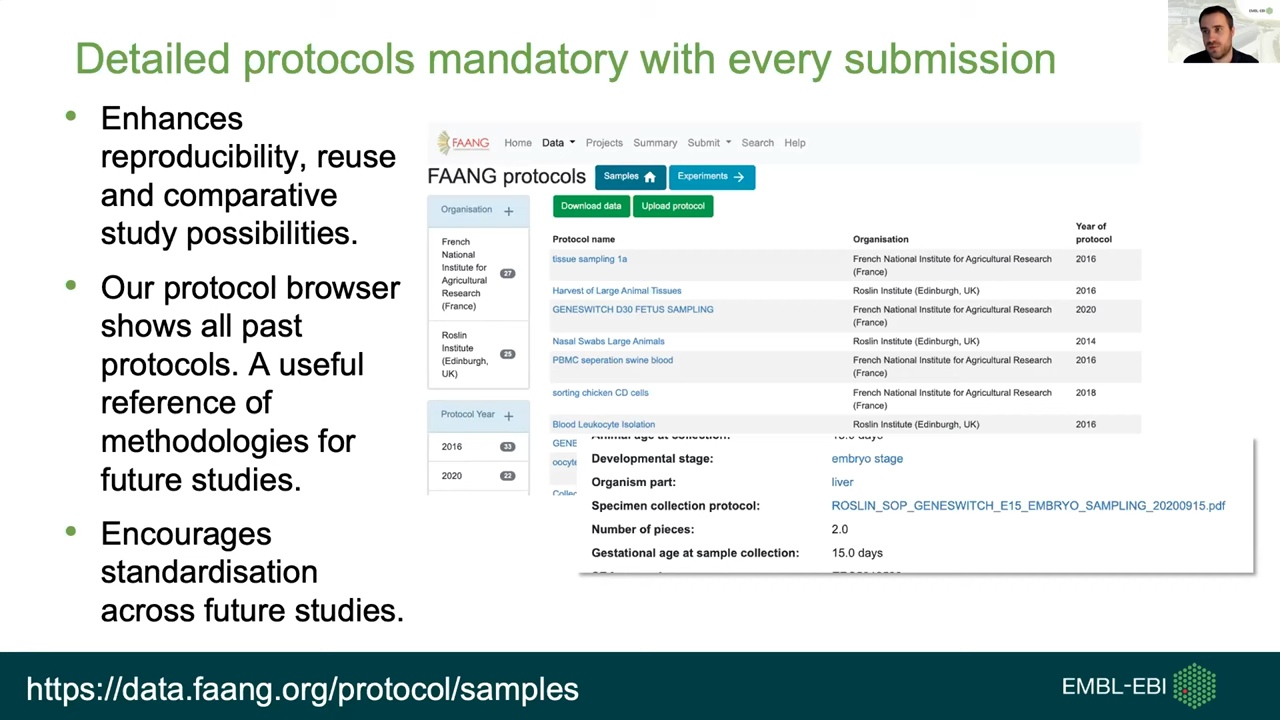 EMBL-EBI
Detailed protocols mandatory with every submission
• Enhances
reproducibility, reuse
and comparative
study possibilities.
• Our protocol browser
shows all past
protocols. A useful
reference of
methodologies for
future studies.
• Encourages
standardisation
across future studies.
FAANG Home Data Projects Summary Submit Search Help
FAANG protocols Samples Experiments
Download data Upload protocol
Organisation +
French
National
Institute for
Agricultural
Research
(France)
27
Roslin
Institute
(Edinburgh,
UK)
25
Protocol Year +
2016 33
2020 22
Protocol name Organisation Year of
protocol
tissue sampling 1a French National Institute for Agricultural Research
(France) 2016
Harvest of Large Animal Tissues Roslin Institute (Edinburgh, UK) 2016
GENESWITCH D30 FETUS SAMPLING French National Institute for Agricultural Research
(France) 2020
Nasal Swabs Large Animals Roslin Institute (Edinburgh, UK) 2014
PBMC seperation swine blood French National Institute for Agricultural Research
(France) 2016
sorting chicken CD cells French National Institute for Agricultural Research
(France) 2018
Blood Leukocyte Isolation Roslin Institute (Edinburgh, UK) 2016
GENE
oocyte
Collec
Animal age at collection: days
Developmental stage: embryo stage
Organism part: liver
Specimen collection protocol: ROSLIN_SOP_GENESWITCH_E15_EMBRYO_SAMPLING_20200915.pdf
Number of pieces: 2.0
Gestational age at sample collection: 15.0 days
https://data.faang.org/protocol/samples
EMBL-EBI